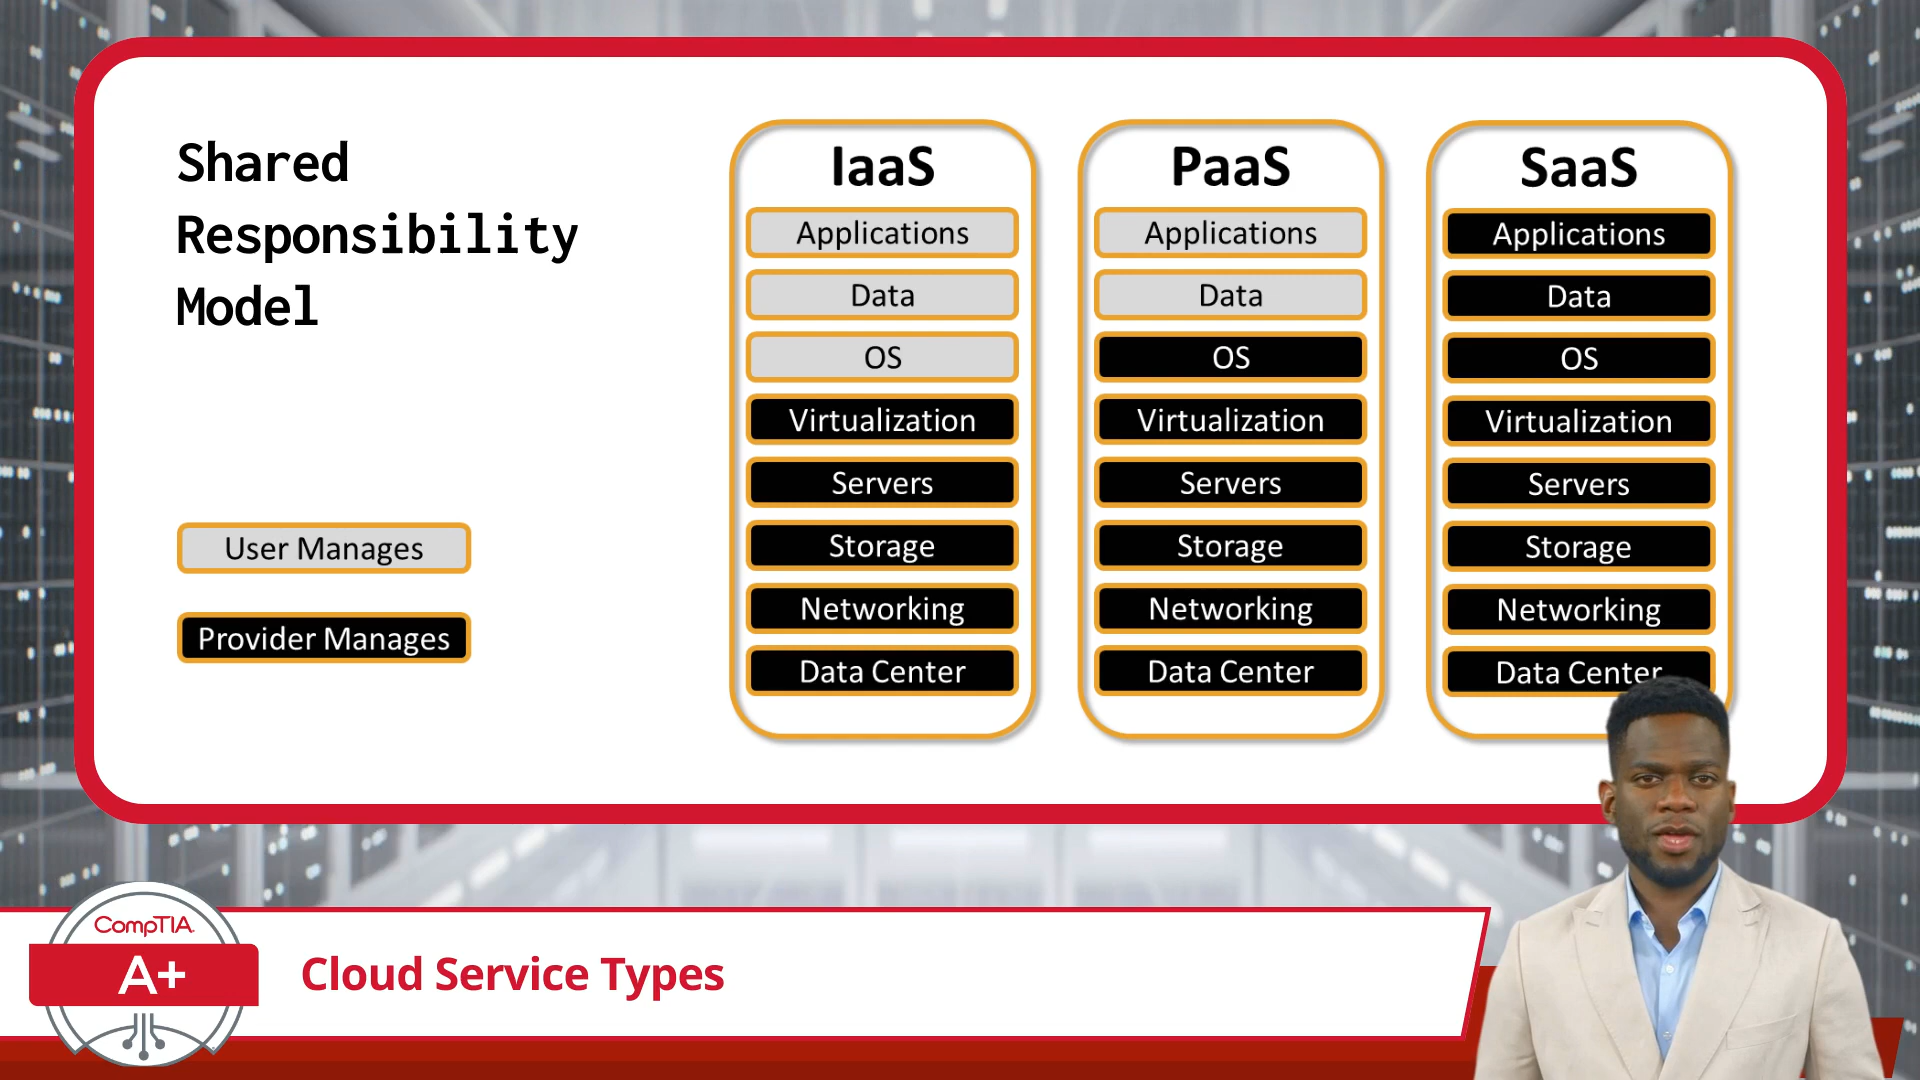 Shared
Responsibility
Model
User Manages
Provider Manages
IaaS
Applications
Data
OS
Virtualization
Servers
Storage
Networking
Data Center
PaaS
Applications
Data
OS
Virtualization
Servers
Storage
Networking
Data Center
SaaS
Applications
Data
OS
Virtualization
Servers
Storage
Networking
Data Center
CompTIA.
A+
Cloud Service Types